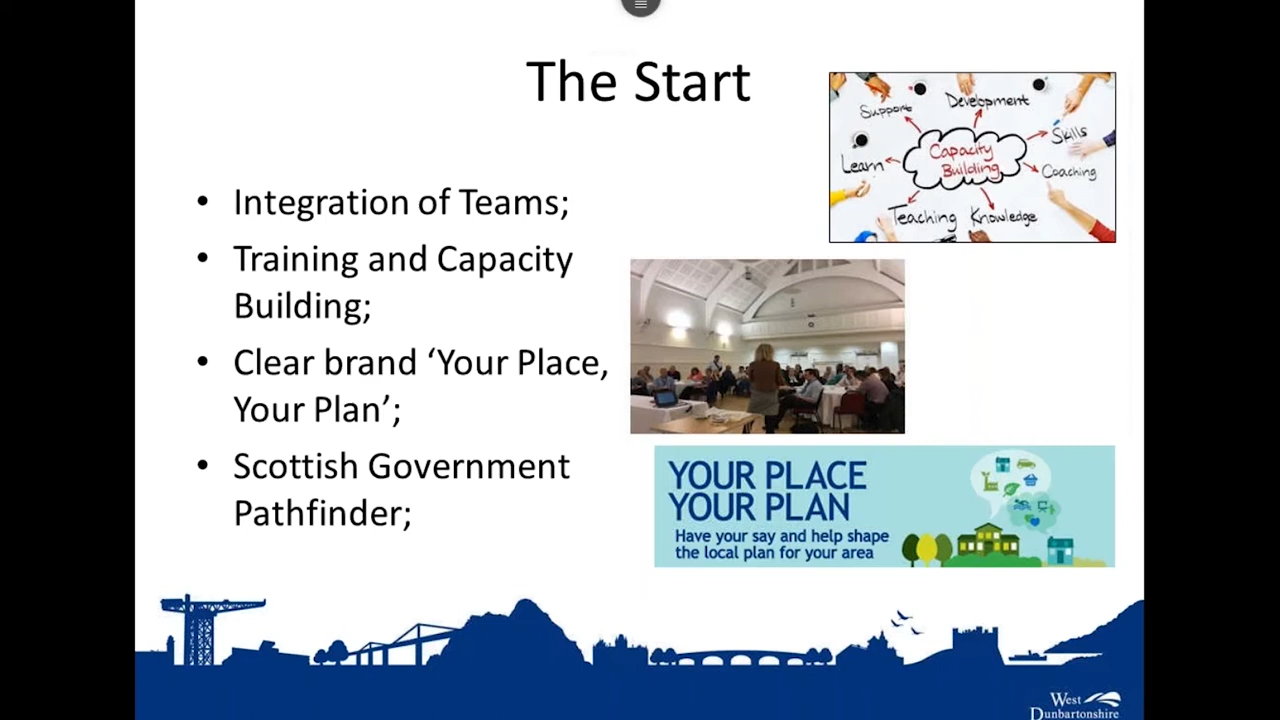 The Start
• Integration of Teams;
• Training and Capacity
Building;
• Clear brand ‘Your Place,
Your Plan’;
• Scottish Government
Pathfinder;
Support
Development
Skills
Learn
Capacity
Building
Coaching
Teaching
Knowledge
YOUR PLACE
YOUR PLAN
Have your say and help shape
the local plan for your area
West
Dunbartonshire